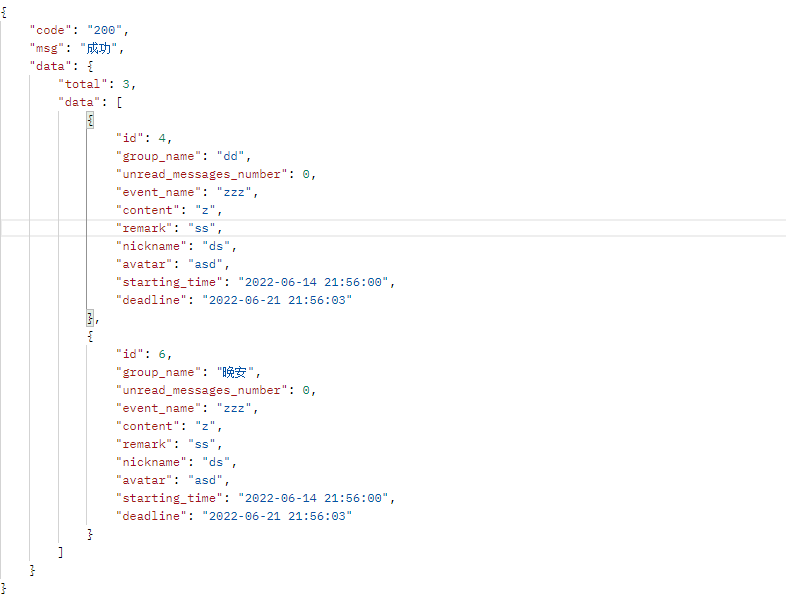 {
    "code": "200",
    "msg": "成功",
    "data": {
        "total": 3,
        "data": [
            {
                "id": 4,
                "group_name": "dd",
                "unread_messages_number": 0,
                "event_name": "zzz",
                "content": "z",
                "remark": "ss",
                "nickname": "ds",
                "avatar": "asd",
                "starting_time": "2022-06-14 21:56:00",
                "deadline": "2022-06-21 21:56:03"
            },
            {
                "id": 6,
                "group_name": "晚安",
                "unread_messages_number": 0,
                "event_name": "zzz",
                "content": "z",
                "remark": "ss",
                "nickname": "ds",
                "avatar": "asd",
                "starting_time": "2022-06-14 21:56:00",
                "deadline": "2022-06-21 21:56:03"
            }
        ]
    }
}